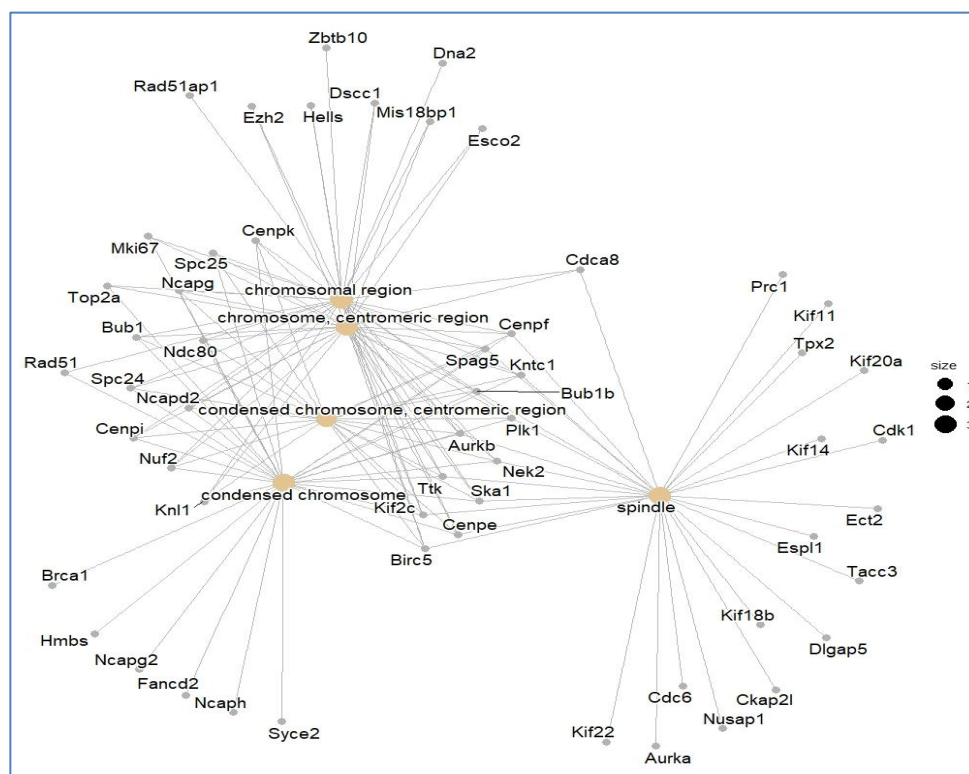 Zbtb10
Dna2
Rad51ap1
Dscc1
Ezh2
Hells
Mis18bp1
Esco2
Cenpk
Mki67
Spc25
Cdca8
Ncapg
Prc1
chromosomal region
Top2a
Kif11
chromosome, centromeric region
Bub1
Cenpf
Tpx2
Ndc80
Spag5
Rad51
Kntc1
Kif20a
size
Spc24
Bub1b
Ncapd2
condensed chromosome, centromeric region
Plk1
Cenpi
Aurkb
Cdk1
Kif14
Nuf2
Nek2
Ttk
Ska1
condensed chromosome
Knl1
Kif2c
spindle
Ect2
Cenpe
Espl1
Birc5
Tacc3
Brca1
Kif18b
Hmbs
Dlgap5
Ncapg2
Fancd2
Cdc6
Ckap2l
Ncaph
Nusap1
Syce2
Kif22
Aurka